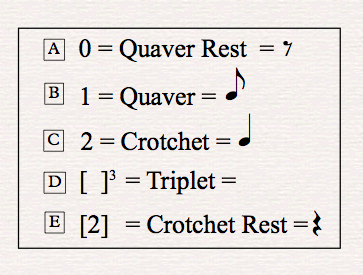 A 0 = Quaver Rest = 𝄾
B 1 = Quaver = ♪
C 2 = Crotchet = ♩
D [ ]³ = Triplet =
E [2] = Crotchet Rest = 𝄽